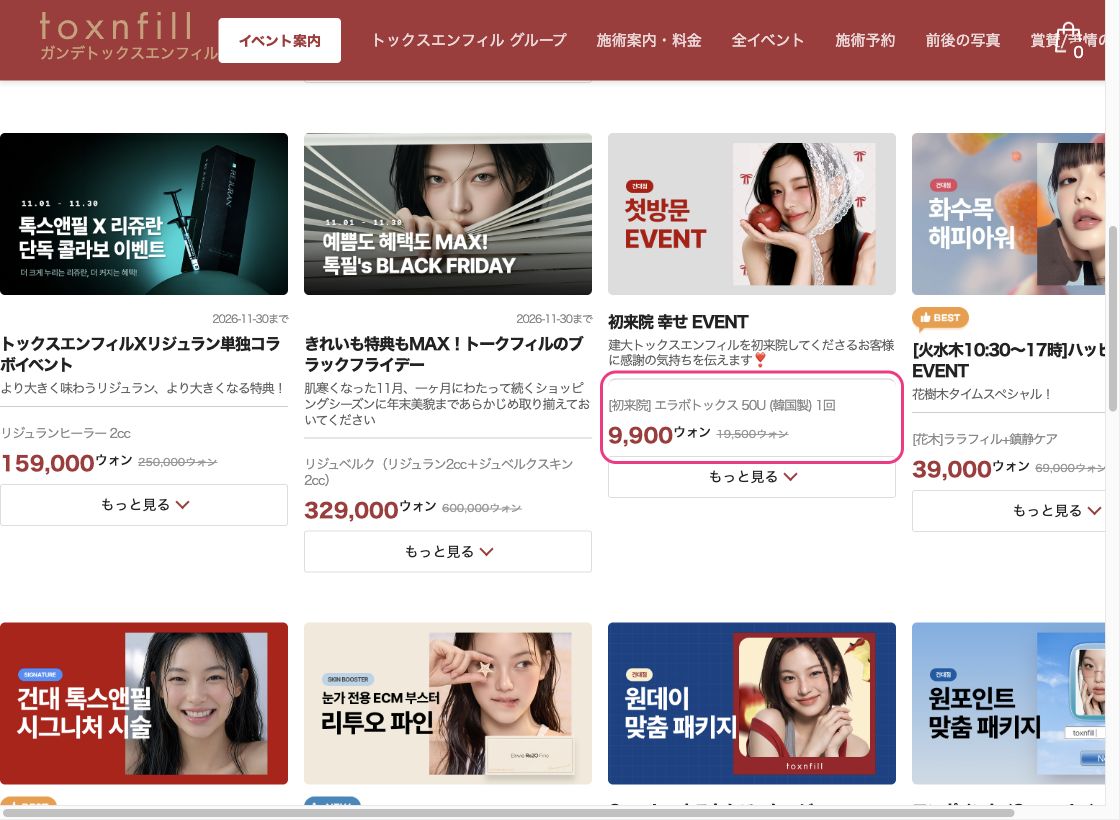 toxnfill
ガンデトックスエンフィル
イベント案内
トックスエンフィル グループ
施術案内・料金
全イベント
施術予約
前後の写真
0
11.01 - 11.30
톡스앤필 X 리쥬란
단독 콜라보 이벤트
더 크게 누리는 리쥬란, 더 커지는 혜택!
REJURAN
2026-11-30まで
トックスエンフィルXリジュラン単独コラ
ボイベント
より大きく味わうリジュラン、より大きくなる特典！
リジュランヒーラー 2cc
159,000ウォン 250,000ウォン
もっと見る
11.01 - 11.30
예쁨도 혜택도 MAX!
톡필's BLACK FRIDAY
2026-11-30まで
きれいも特典もMAX！トークフィルのブ
ラックフライデー
肌寒くなった11月、一ヶ月にわたって続くショッピ
ングシーズンに年末美貌まであらかじめ取り揃えてお
いてください
リジュベルク（リジュラン2cc＋ジュベルクスキン
2cc）
329,000ウォン 600,000ウォン
もっと見る
건대점
첫방문
EVENT
初来院 幸せ EVENT
建大トックスエンフィルを初来院してくださるお客様
に感謝の気持ちを伝えます❣️
[初来院] エラボトックス 50U (韓国製) 1回
9,900ウォン 19,500ウォン
もっと見る
건대점
화수목
해피아워
BEST
[火水木10:30〜17時]ハッピ
EVENT
花樹木タイムスペシャル！
[花木]ララフィル+鎮静ケア
39,000ウォン 69,000ウォン
もっと見る
SIGNATURE
건대 톡스앤필
시그니처 시술
SKIN BOOSTER
눈가 전용 ECM 부스터
리투오 파인
Elravie Re2O Fine
건대점
원데이
맞춤 패키지
toxnfill
건대점
원포인트
맞춤 패키지
toxnfill